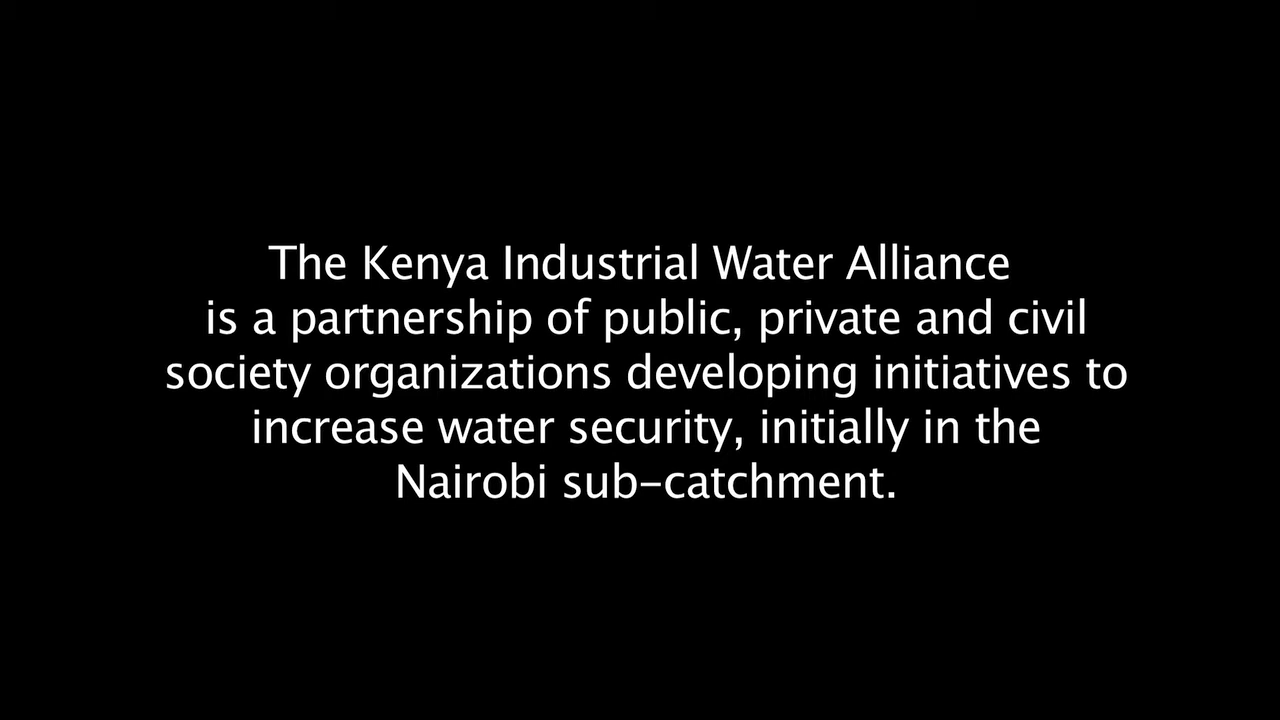 The Kenya Industrial Water Alliance
is a partnership of public, private and civil
society organizations developing initiatives to
increase water security, initially in the
Nairobi sub-catchment.